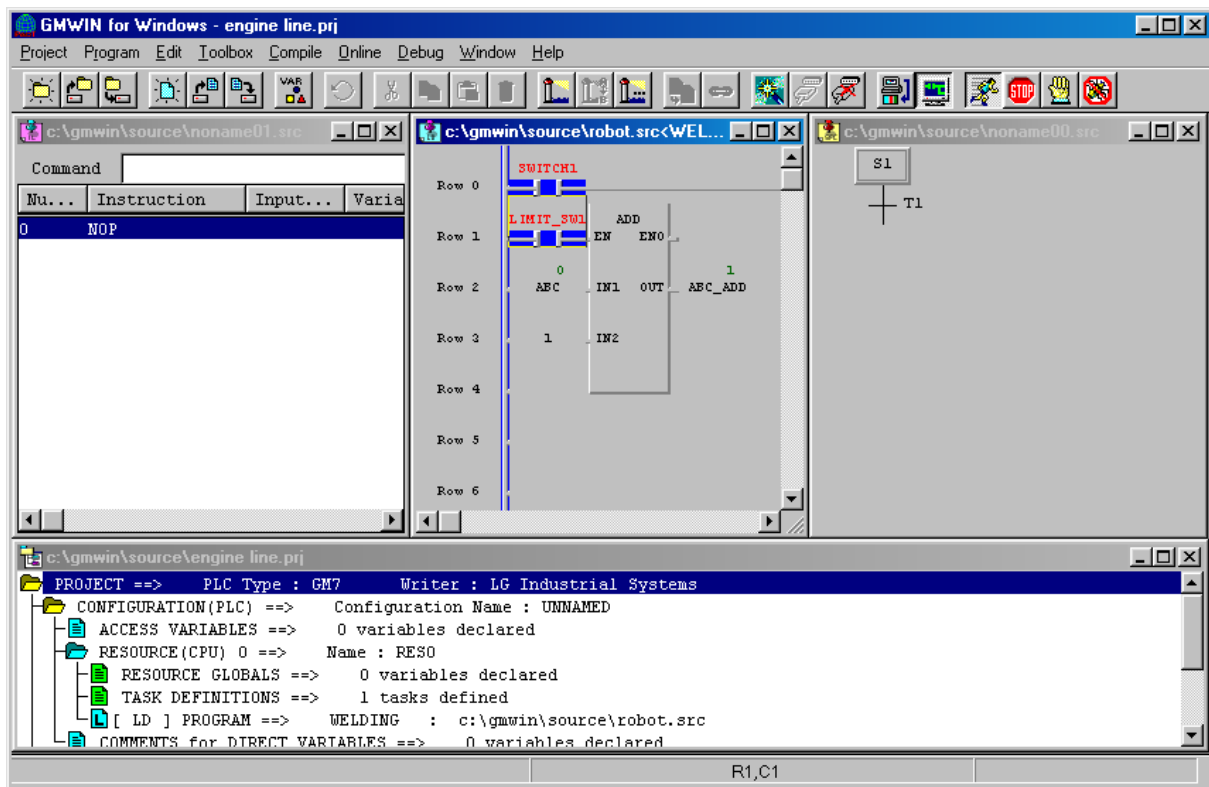 GMWIN for Windows - engine line.prj
Project Program Edit Toolbox Compile Online Debug Window Help
VAR
STOP
c:\gmwin\source\noname01.src
Command
Nu... Instruction Input... Varia
0 NOP
c:\gmwin\source\robot.src<WEL...
SWITCH1
Row 0
LIMIT_SW1 ADD
Row 1 EN ENO
0 1
Row 2 ABC IN1 OUT ABC_ADD
Row 3 1 IN2
Row 4
Row 5
Row 6
c:\gmwin\source\noname00.src
S1
T1
c:\gmwin\source\engine line.prj
PROJECT ==> PLC Type : GM7 Writer : LG Industrial Systems
CONFIGURATION(PLC) ==> Configuration Name : UNNAMED
ACCESS VARIABLES ==> 0 variables declared
RESOURCE(CPU) 0 ==> Name : RES0
RESOURCE GLOBALS ==> 0 variables declared
TASK DEFINITIONS ==> 1 tasks defined
L [ LD ] PROGRAM ==> WELDING : c:\gmwin\source\robot.src
COMMENTS for DIRECT VARIABLES ==> 0 variables declared
R1,C1